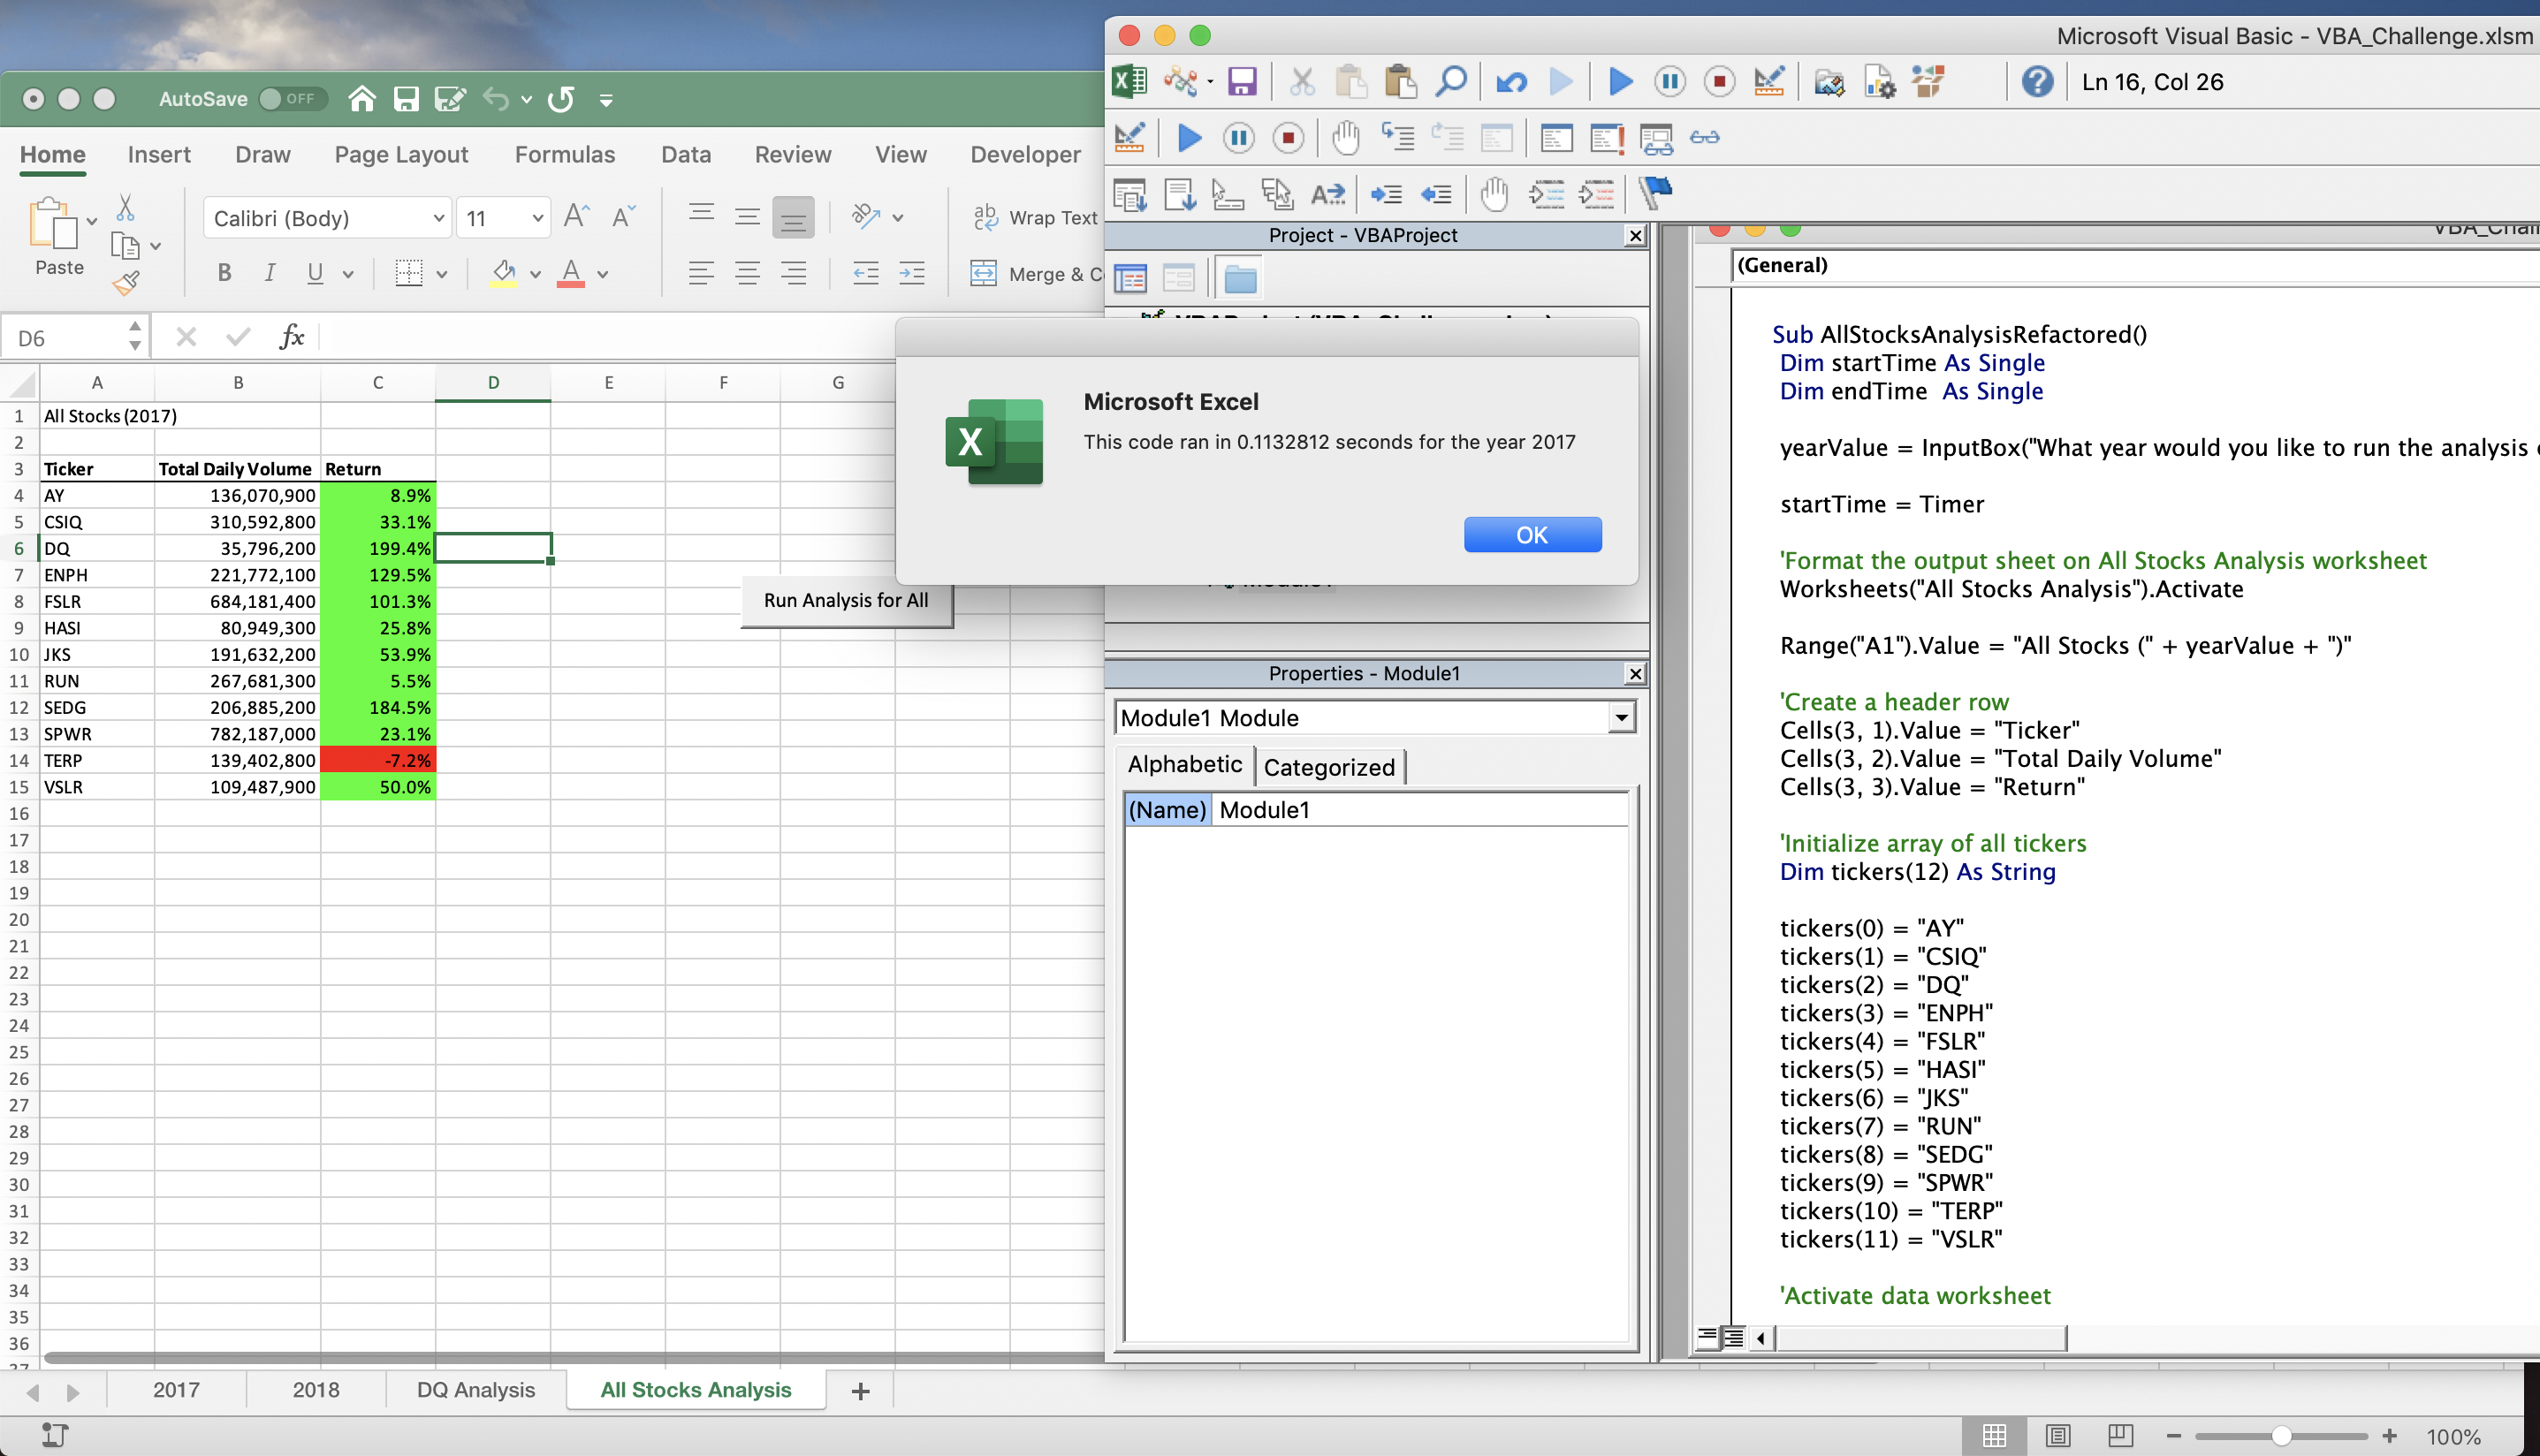 Microsoft Visual Basic - VBA_Challenge.xlsm
AutoSave OFF
Ln 16, Col 26
Home Insert Draw Page Layout Formulas Data Review View Developer
Paste
Calibri (Body) 11
Wrap Text
B I U
Merge &
D6
fx
Project - VBAProject
(General)
A B C D E F G
1 All Stocks (2017)
2
3 Ticker Total Daily Volume Return
4 AY 136,070,900 8.9%
5 CSIQ 310,592,800 33.1%
6 DQ 35,796,200 199.4%
7 ENPH 221,772,100 129.5%
8 FSLR 684,181,400 101.3%
9 HASI 80,949,300 25.8%
10 JKS 191,632,200 53.9%
11 RUN 267,681,300 5.5%
12 SEDG 206,885,200 184.5%
13 SPWR 782,187,000 23.1%
14 TERP 139,402,800 -7.2%
15 VSLR 109,487,900 50.0%
16
17
18
19
20
21
22
23
24
25
26
27
28
29
30
31
32
33
34
35
36
Run Analysis for All
Microsoft Excel
This code ran in 0.1132812 seconds for the year 2017
OK
Properties - Module1
Module1 Module
Alphabetic Categorized
(Name) Module1
Sub AllStocksAnalysisRefactored()
Dim startTime As Single
Dim endTime  As Single
yearValue = InputBox("What year would you like to run the analysis
startTime = Timer
'Format the output sheet on All Stocks Analysis worksheet
Worksheets("All Stocks Analysis").Activate
Range("A1").Value = "All Stocks (" + yearValue + ")"
'Create a header row
Cells(3, 1).Value = "Ticker"
Cells(3, 2).Value = "Total Daily Volume"
Cells(3, 3).Value = "Return"
'Initialize array of all tickers
Dim tickers(12) As String
tickers(0) = "AY"
tickers(1) = "CSIQ"
tickers(2) = "DQ"
tickers(3) = "ENPH"
tickers(4) = "FSLR"
tickers(5) = "HASI"
tickers(6) = "JKS"
tickers(7) = "RUN"
tickers(8) = "SEDG"
tickers(9) = "SPWR"
tickers(10) = "TERP"
tickers(11) = "VSLR"
'Activate data worksheet
2017 2018 DQ Analysis All Stocks Analysis +
100%